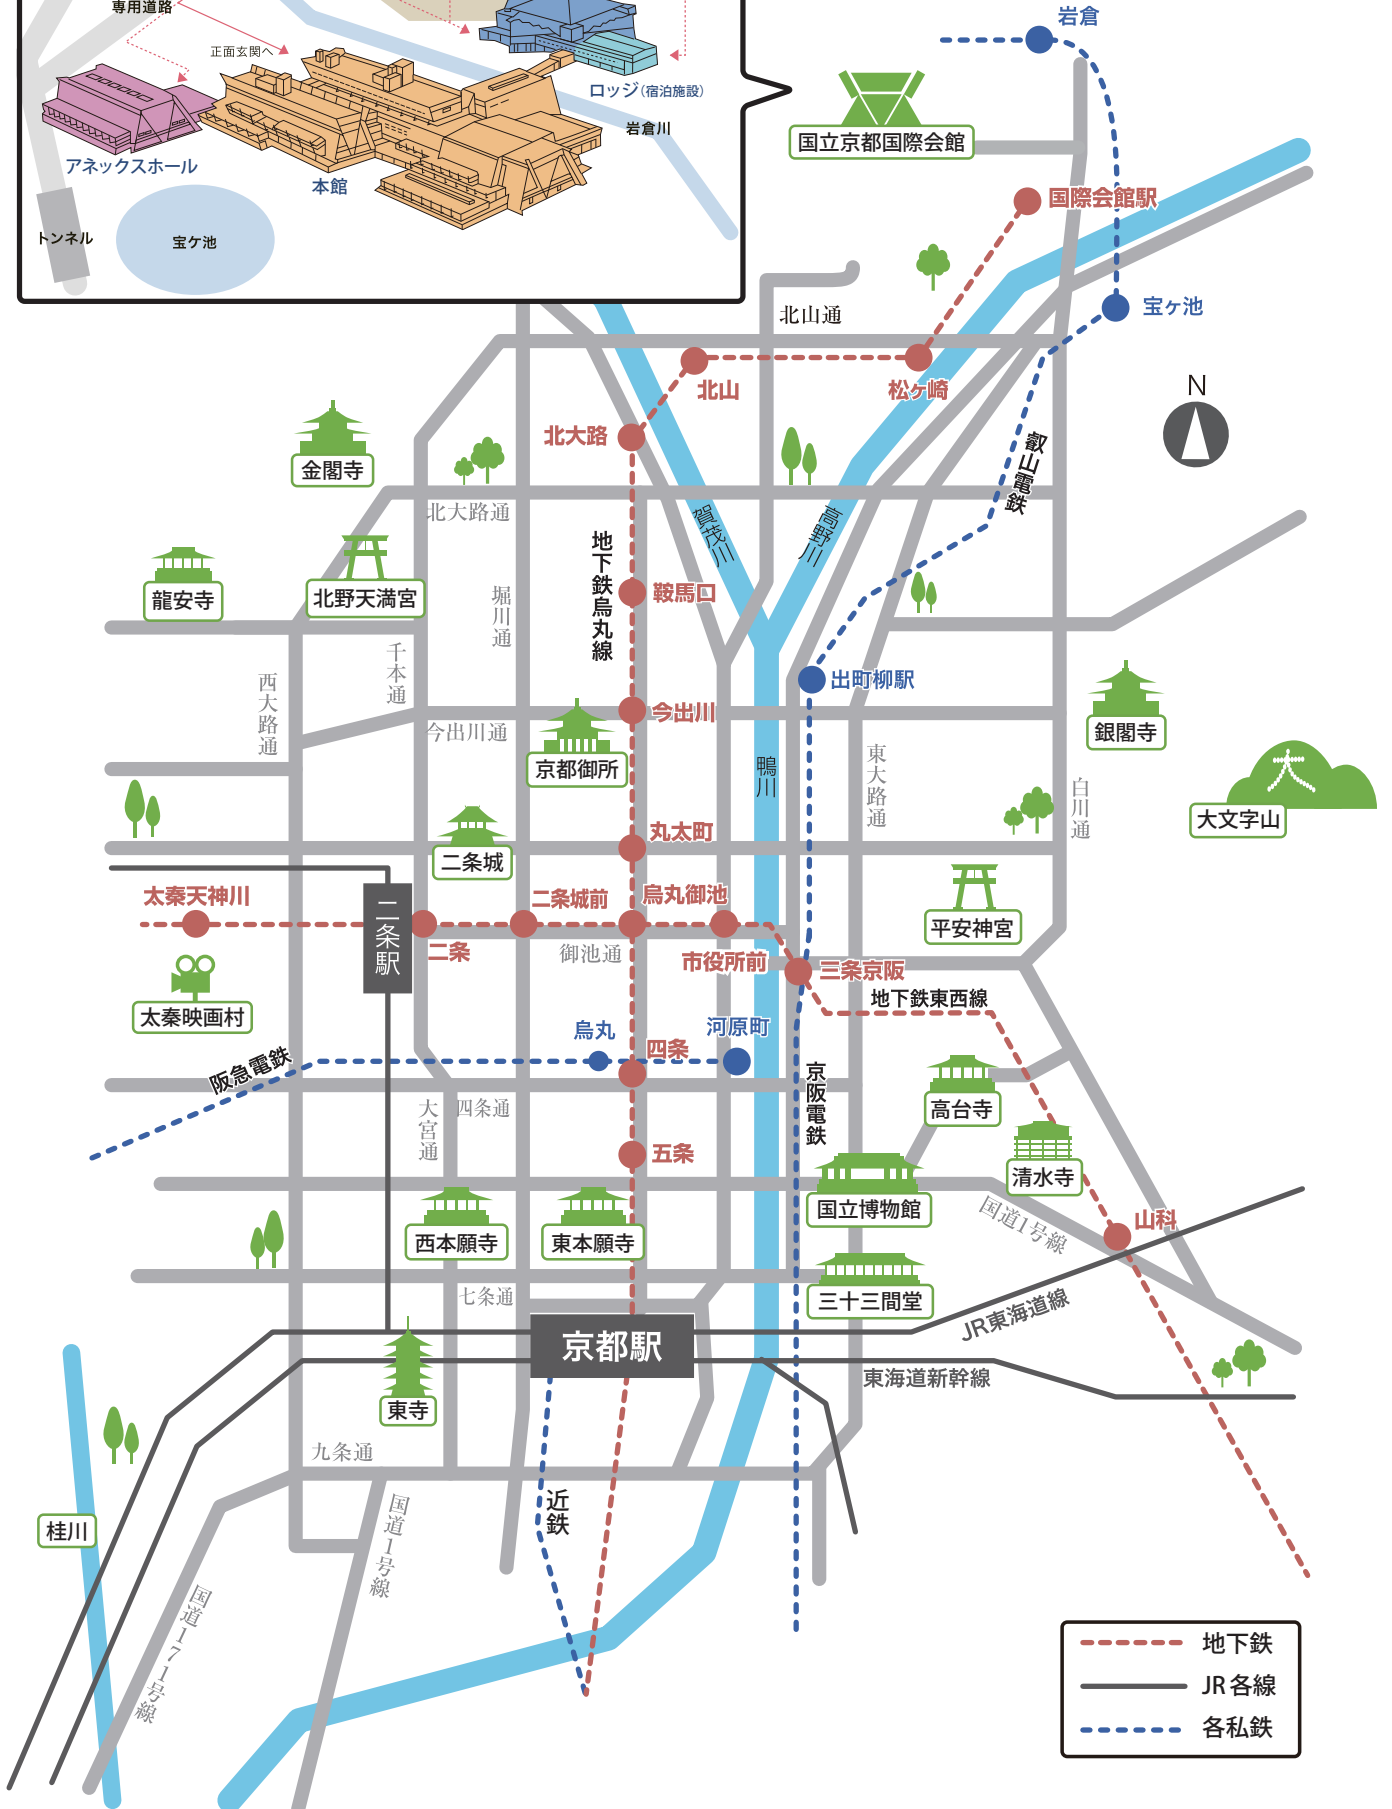 専用道路
正面玄関へ
ロッジ(宿泊施設)
岩倉川
アネックスホール
本館
トンネル
宝ケ池
岩倉
国立京都国際会館
国際会館駅
宝ヶ池
北山通
北山
松ヶ崎
N
北大路
叡山電鉄
金閣寺
北大路通
賀茂川
高野川
地下鉄烏丸線
龍安寺
北野天満宮
堀川通
鞍馬口
千本通
西大路通
出町柳駅
今出川
今出川通
銀閣寺
京都御所
鴨川
東大路通
白川通
大文字山
丸太町
二条城
太秦天神川
二条城前
烏丸御池
二条駅
二条
御池通
平安神宮
市役所前
三条京阪
地下鉄東西線
太秦映画村
烏丸
河原町
四条
阪急電鉄
京阪電鉄
高台寺
大宮通
四条通
五条
清水寺
国立博物館
国道1号線
山科
西本願寺
東本願寺
七条通
三十三間堂
JR東海道線
京都駅
東海道新幹線
東寺
九条通
近鉄
国道1号線
桂川
国道171号線
地下鉄
JR各線
各私鉄